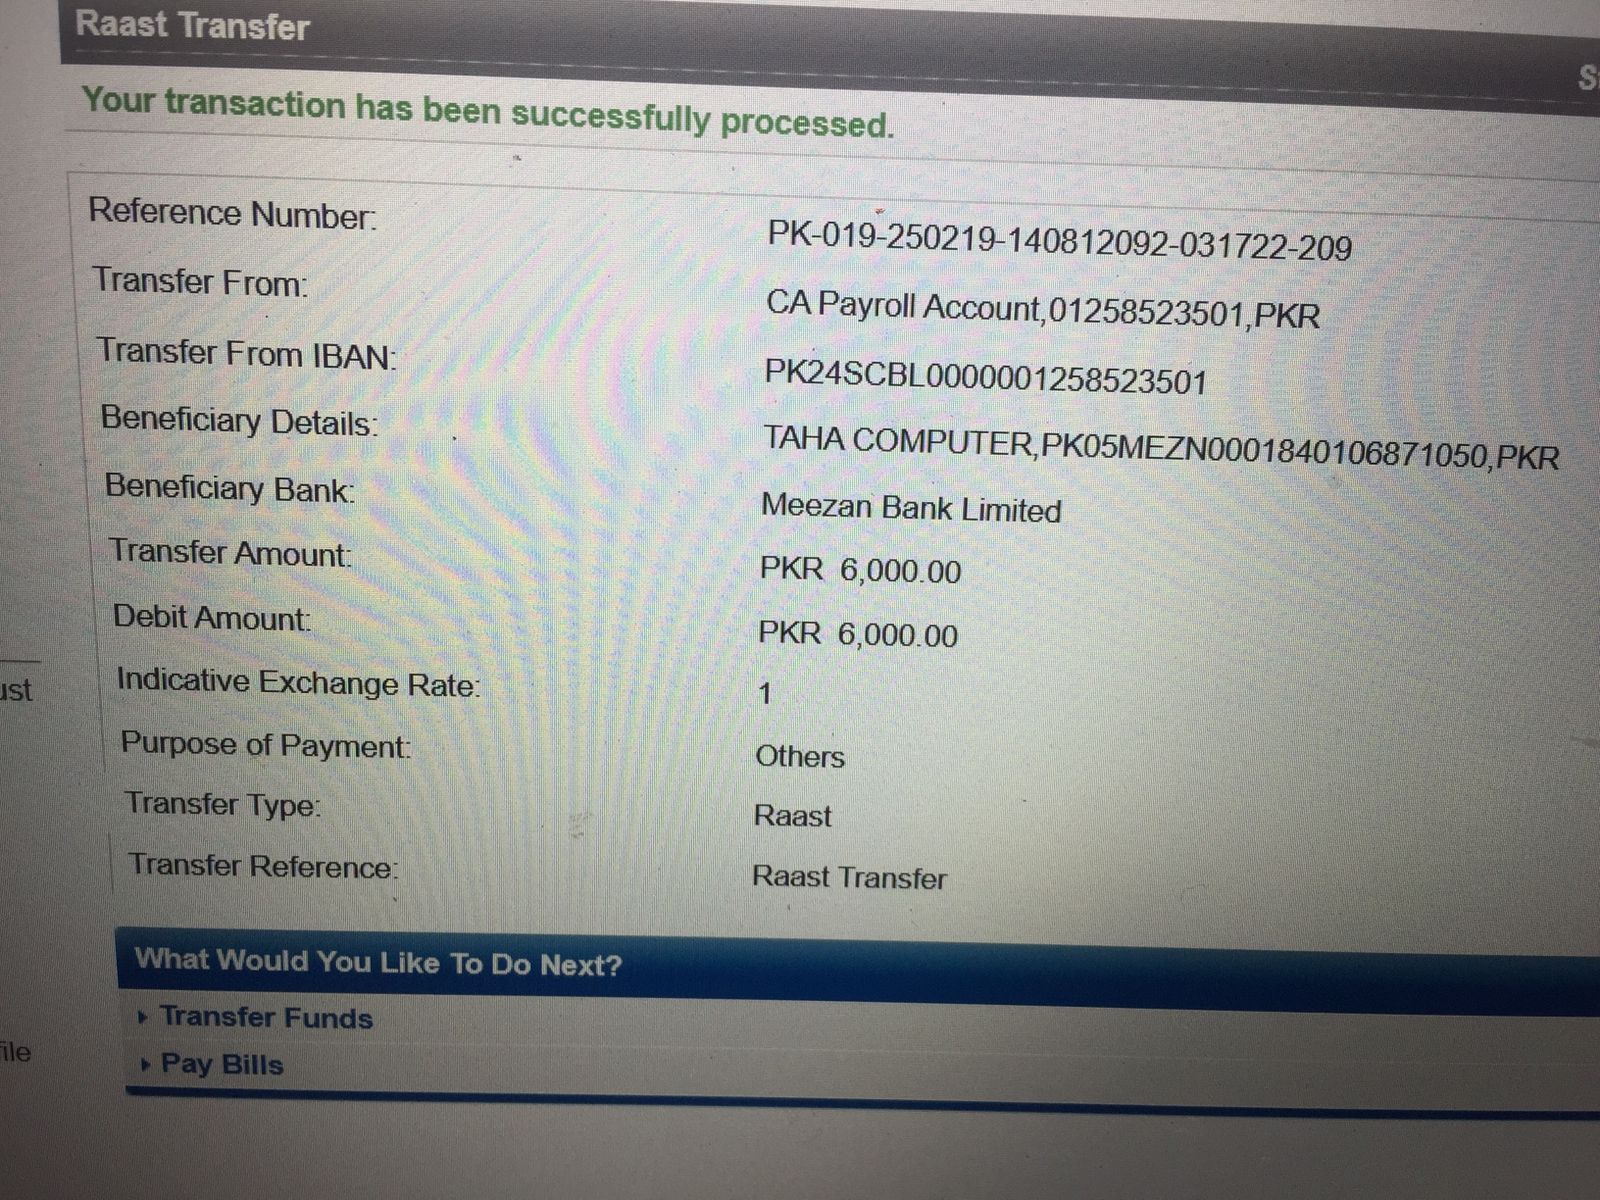 Raast Transfer
Your transaction has been successfully processed.
Reference Number: PK-019-250219-140812092-031722-209
Transfer From: CA Payroll Account,01258523501,PKR
Transfer From IBAN: PK24SCBL0000001258523501
Beneficiary Details: TAHA COMPUTER,PK05MEZN0001840106871050,PKR
Beneficiary Bank: Meezan Bank Limited
Transfer Amount: PKR 6,000.00
Debit Amount: PKR 6,000.00
Indicative Exchange Rate: 1
Purpose of Payment: Others
Transfer Type: Raast
Transfer Reference: Raast Transfer
What Would You Like To Do Next?
Transfer Funds
Pay Bills